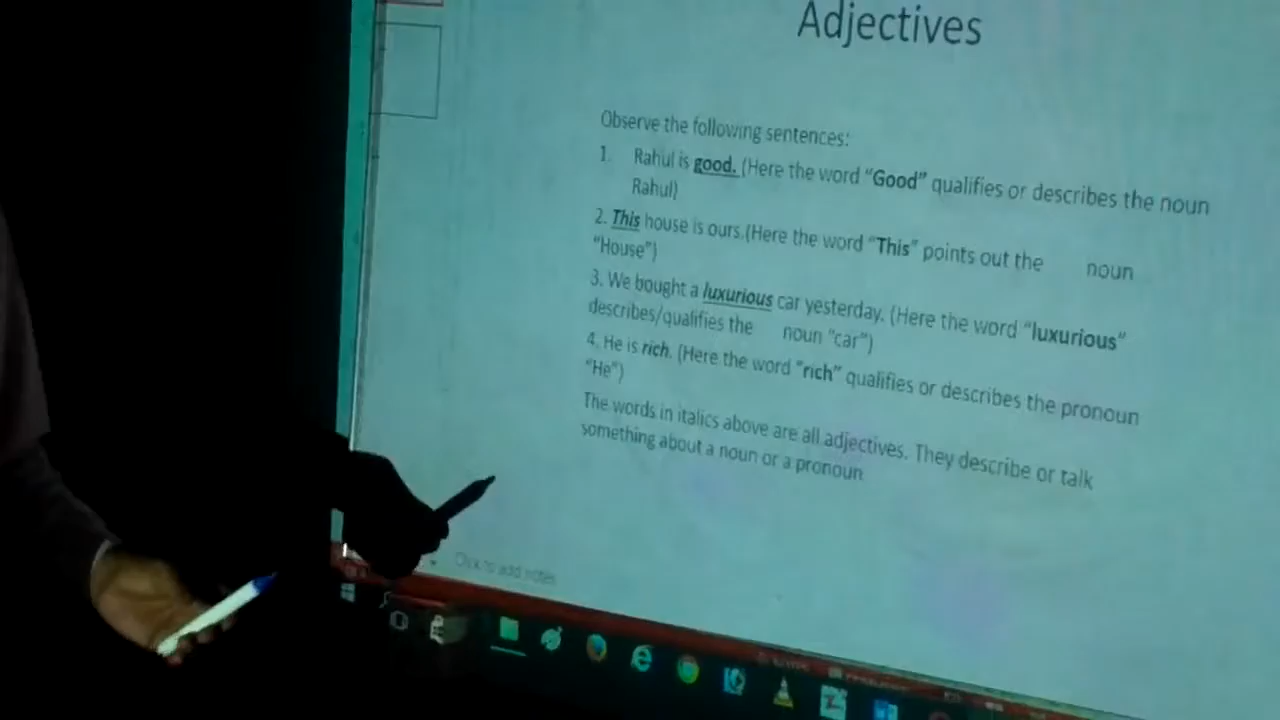 Adjectives
Observe the following sentences:
1. Rahul is good. (Here the word "Good" qualifies or describes the noun
Rahul)
2. This house is ours.(Here the word "This" points out the noun
"House")
3. We bought a luxurious car yesterday. (Here the word "luxurious"
describes/qualifies the noun "car")
4. He is rich. (Here the word "rich" qualifies or describes the pronoun
"He")
The words in italics above are all adjectives. They describe or talk
something about a noun or a pronoun
Click to add notes